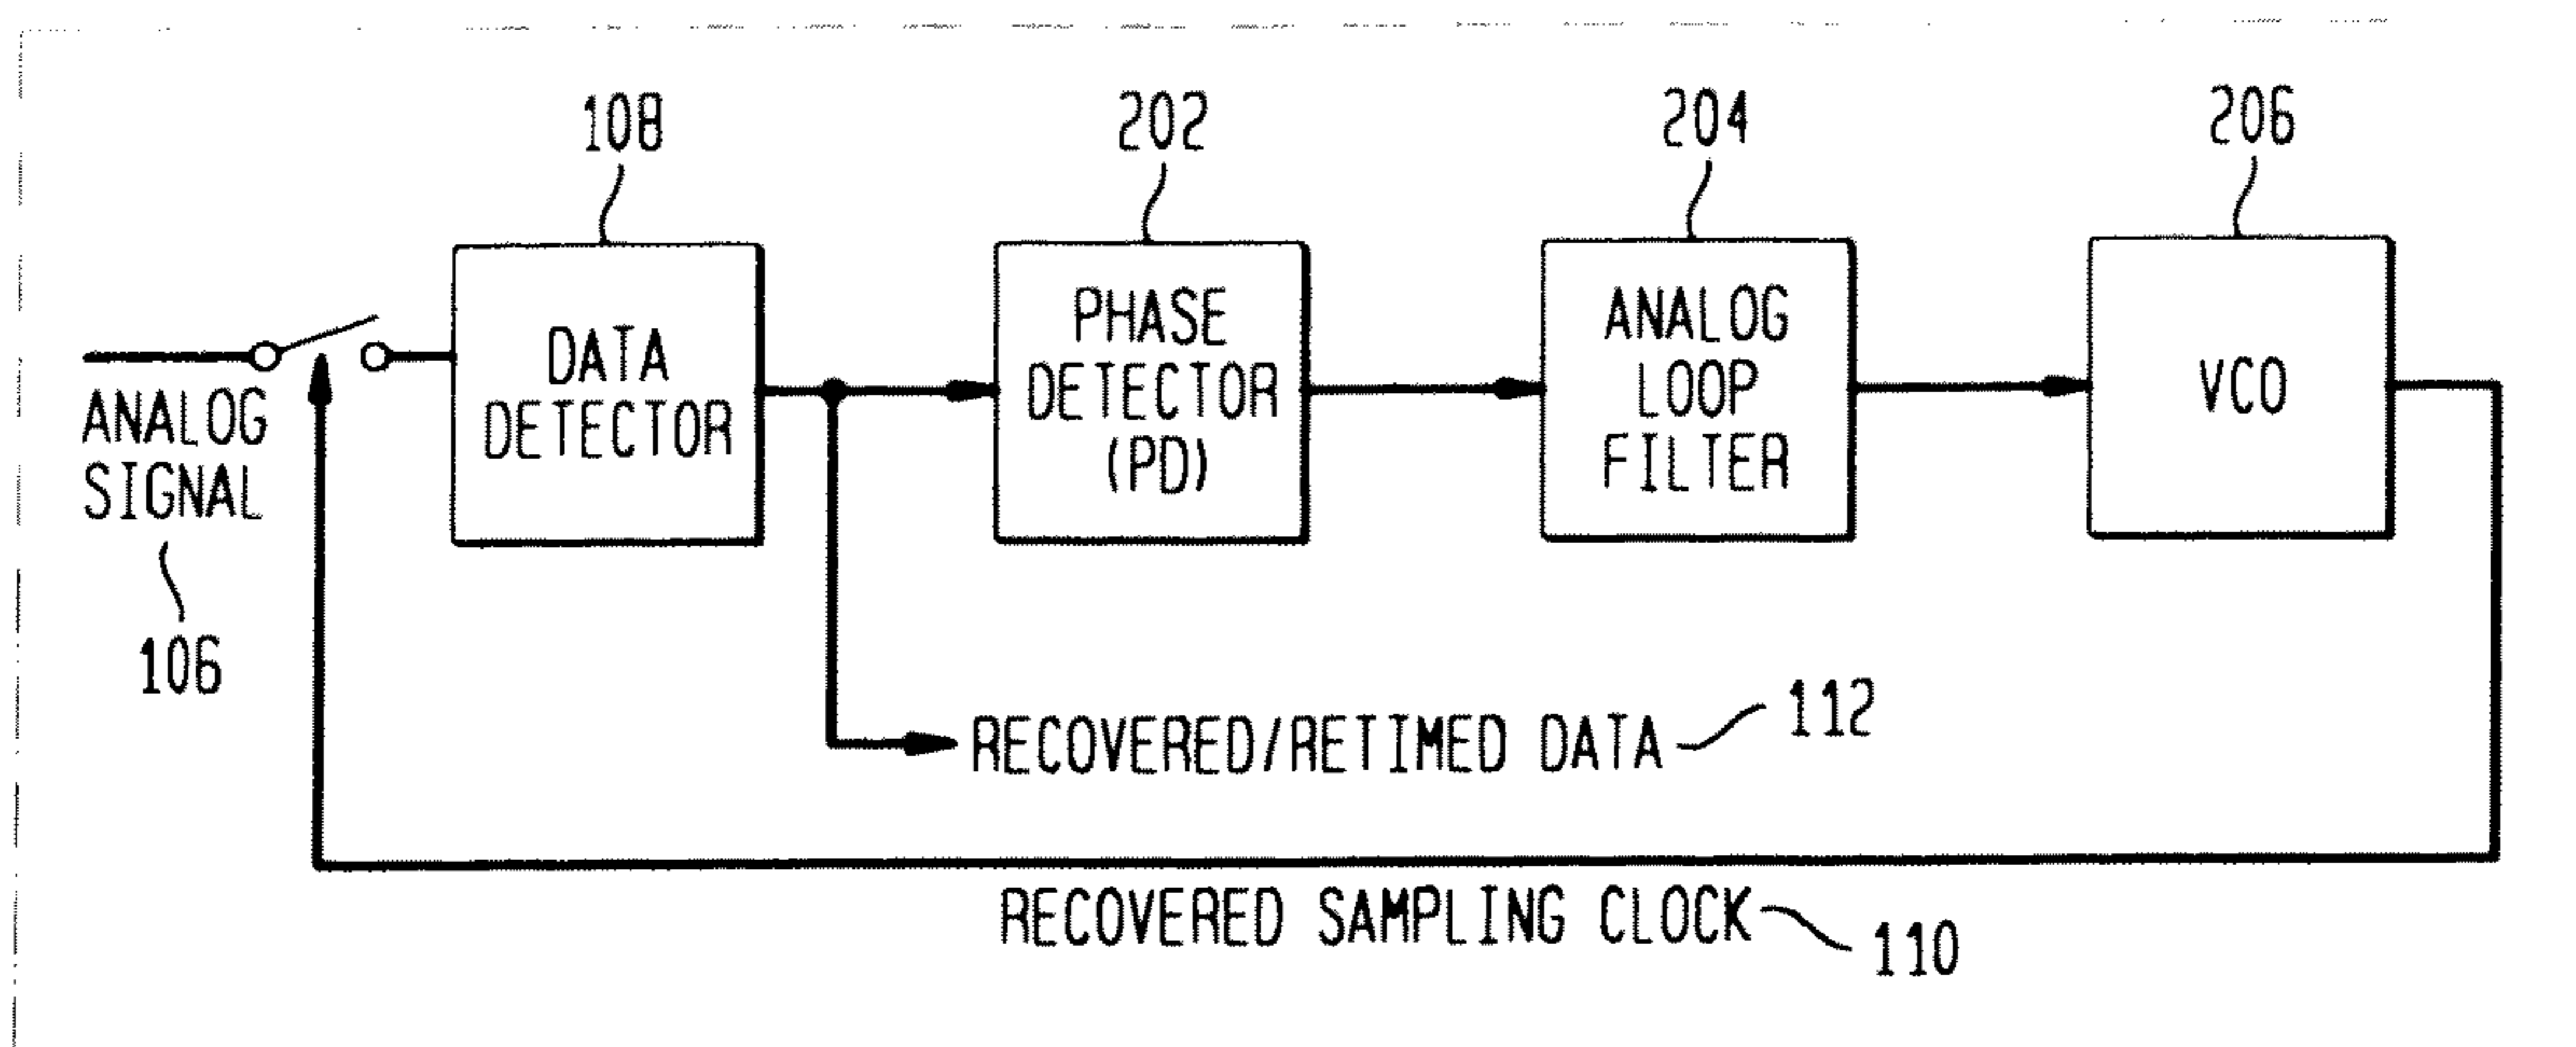 108
202
204
206
DATA
DETECTOR
PHASE
DETECTOR
(PD)
ANALOG
LOOP
FILTER
VCO
ANALOG
SIGNAL
106
RECOVERED/RETIMED DATA
112
RECOVERED SAMPLING CLOCK
110